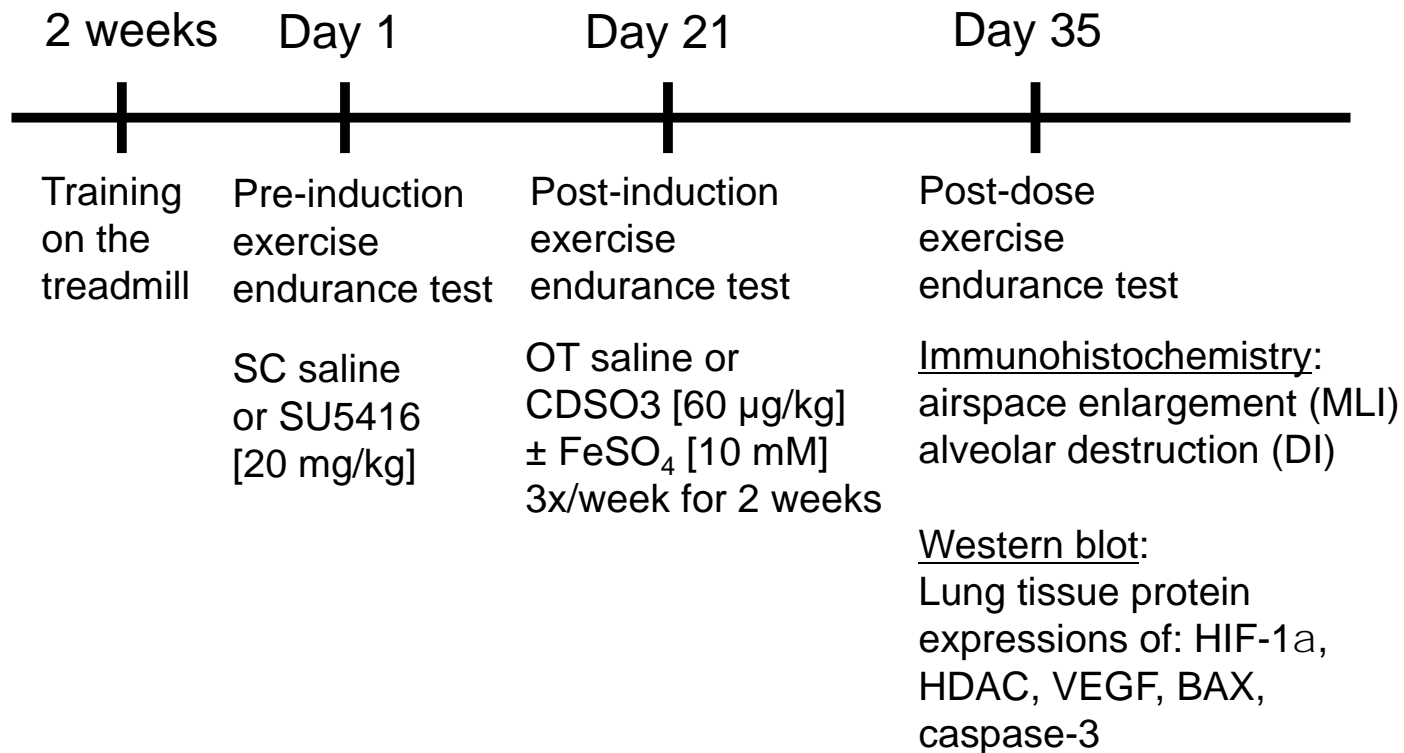 2 weeks
Day 1
Day 21
Day 35
Training
on the
treadmill
Pre-induction
exercise
endurance test
SC saline
or SU5416
[20 mg/kg]
Post-induction
exercise
endurance test
OT saline or
CDSO3 [60 µg/kg]
± FeSO₄ [10 mM]
3x/week for 2 weeks
Post-dose
exercise
endurance test
Immunohistochemistry:
airspace enlargement (MLI)
alveolar destruction (DI)
Western blot:
Lung tissue protein
expressions of: HIF-1a,
HDAC, VEGF, BAX,
caspase-3